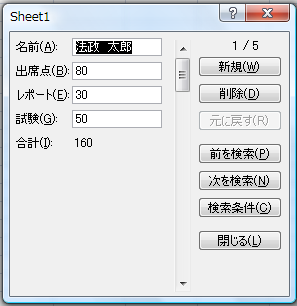 Sheet1
名前(A): 法政 太郎
出席点(B): 80
レポート(E): 30
試験(G): 50
合計(I): 160
1 / 5
新規(W)
削除(D)
元に戻す(R)
前を検索(P)
次を検索(N)
検索条件(C)
閉じる(L)